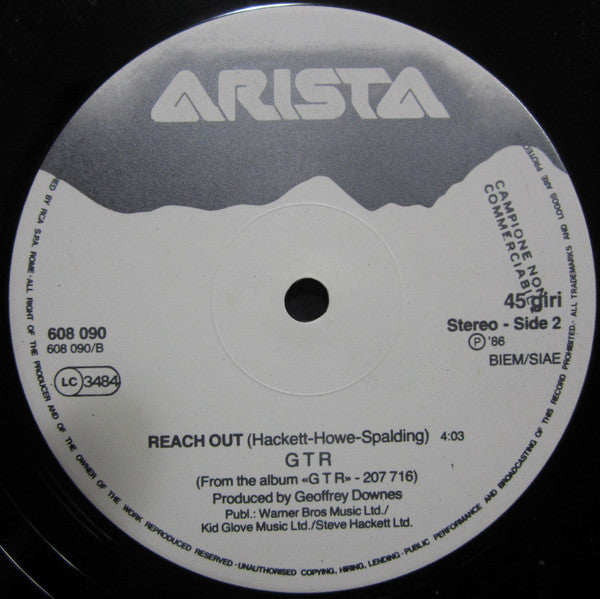 ARISTA
CAMPIONE NON
COMMERCIABILE
45 giri
608 090
608 090/B
Stereo - Side 2
Ⓟ '86
BIEM/SIAE
LC 3484
REACH OUT (Hackett-Howe-Spalding) 4:03
G T R
(From the album «G T R» - 207 716)
Produced by Geoffrey Downes
Publ.: Warner Bros Music Ltd./
Kid Glove Music Ltd./Steve Hackett Ltd.
BY RCA S.P.A. ROME - ALL RIGHT OF THE PRODUCER AND OF THE OWNER OF THE WORK REPRODUCED RESERVED - UNAUTHORISED COPYING, HIRING, LENDING - PUBLIC PERFORMANCE AND BROADCASTING OF THIS RECORD PROHIBITED - ALL TRADEMARKS AND LOGOS ARE